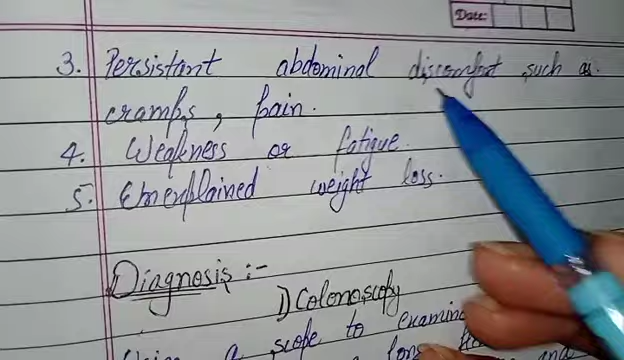 Date:
3. Persistant abdominal discomfort such as
cramps, pain.
4. Weakness or fatigue.
5. Unexplained weight loss.
Diagnosis :-
1) Colonoscopy
Using a scope to examine